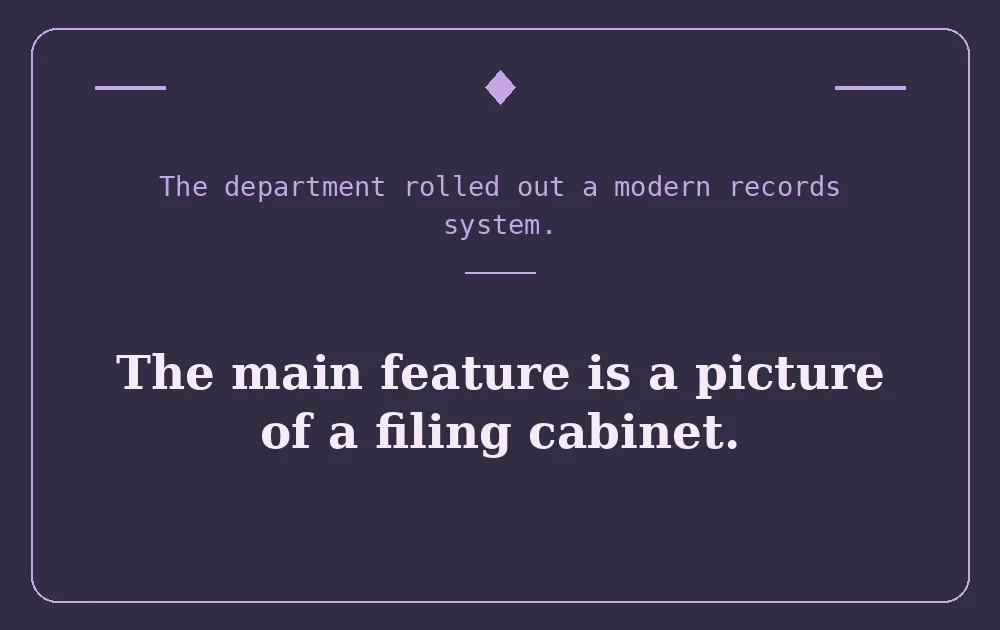 The department rolled out a modern records
system.
The main feature is a picture
of a filing cabinet.